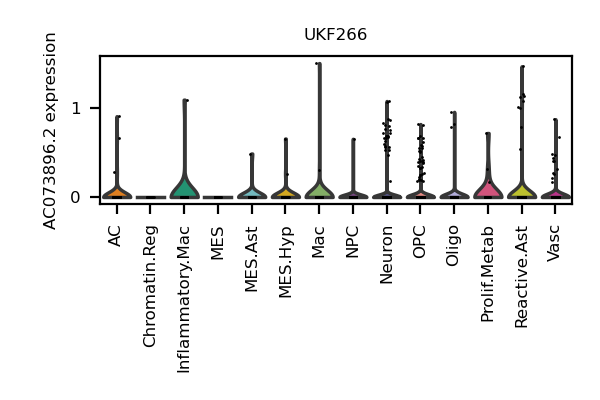 UKF266
AC073896.2 expression
1
0
AC
Chromatin.Reg
Inflammatory.Mac
MES
MES.Ast
MES.Hyp
Mac
NPC
Neuron
OPC
Oligo
Prolif.Metab
Reactive.Ast
Vasc